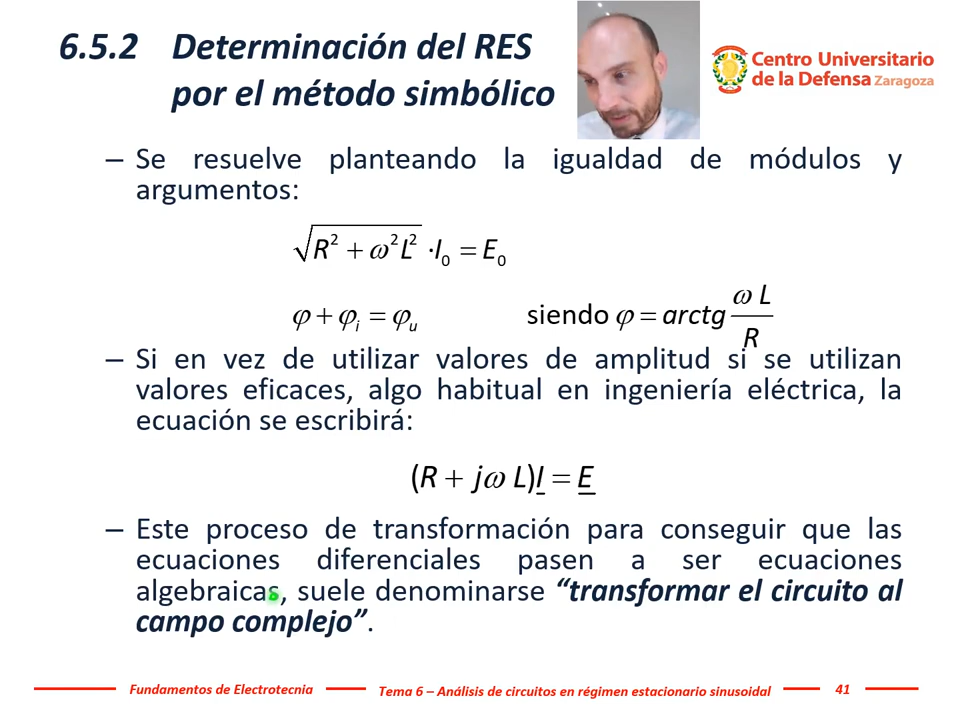 6.5.2 Determinación del RES
por el método simbólico
Centro Universitario
de la Defensa Zaragoza
– Se resuelve planteando la igualdad de módulos y
argumentos:
√(R² + ω²L²) · I₀ = E₀
φ + φᵢ = φᵤ siendo φ = arctg ω L / R
– Si en vez de utilizar valores de amplitud si se utilizan
valores eficaces, algo habitual en ingeniería eléctrica, la
ecuación se escribirá:
(R + jω L)I = E
– Este proceso de transformación para conseguir que las
ecuaciones diferenciales pasen a ser ecuaciones
algebraicas, suele denominarse “transformar el circuito al
campo complejo”.
Fundamentos de Electrotecnia
Tema 6 – Análisis de circuitos en régimen estacionario sinusoidal
41